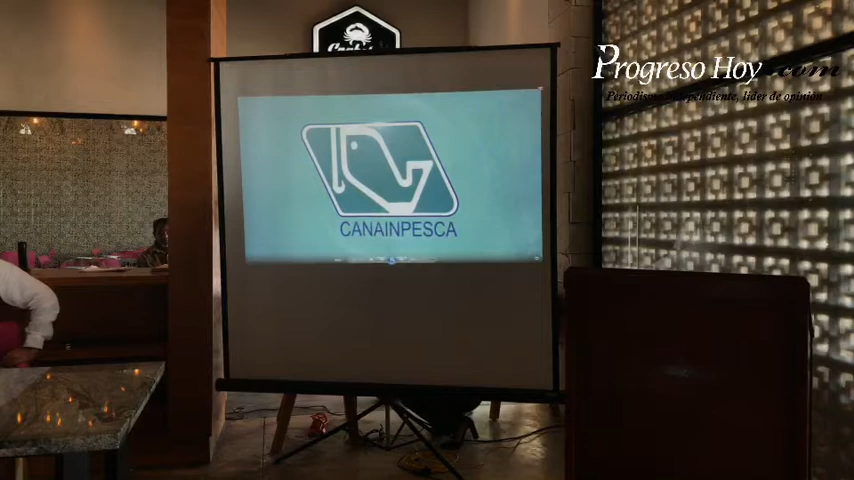 Progreso Hoy .com
Periodismo independiente, líder de opinión
CANAINPESCA